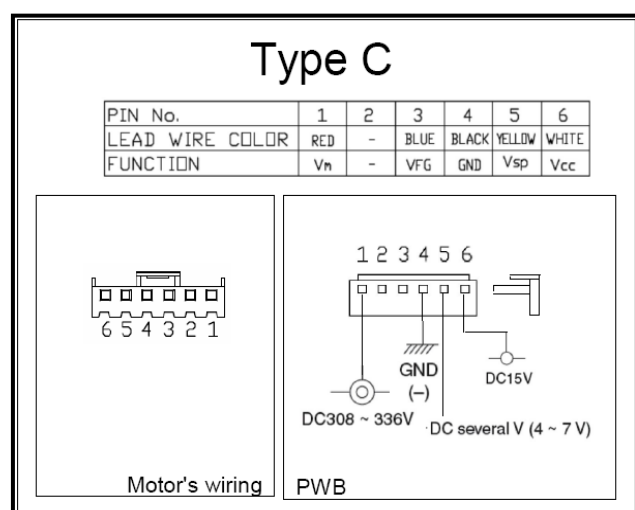 Type C
PIN No. 1 2 3 4 5 6
LEAD WIRE COLOR RED - BLUE BLACK YELLOW WHITE
FUNCTION Vm - VFG GND Vsp Vcc
1 2 3 4 5 6
6 5 4 3 2 1
GND
(–)
DC15V
DC308 ~ 336V
DC several V (4 ~ 7 V)
Motor's wiring
PWB